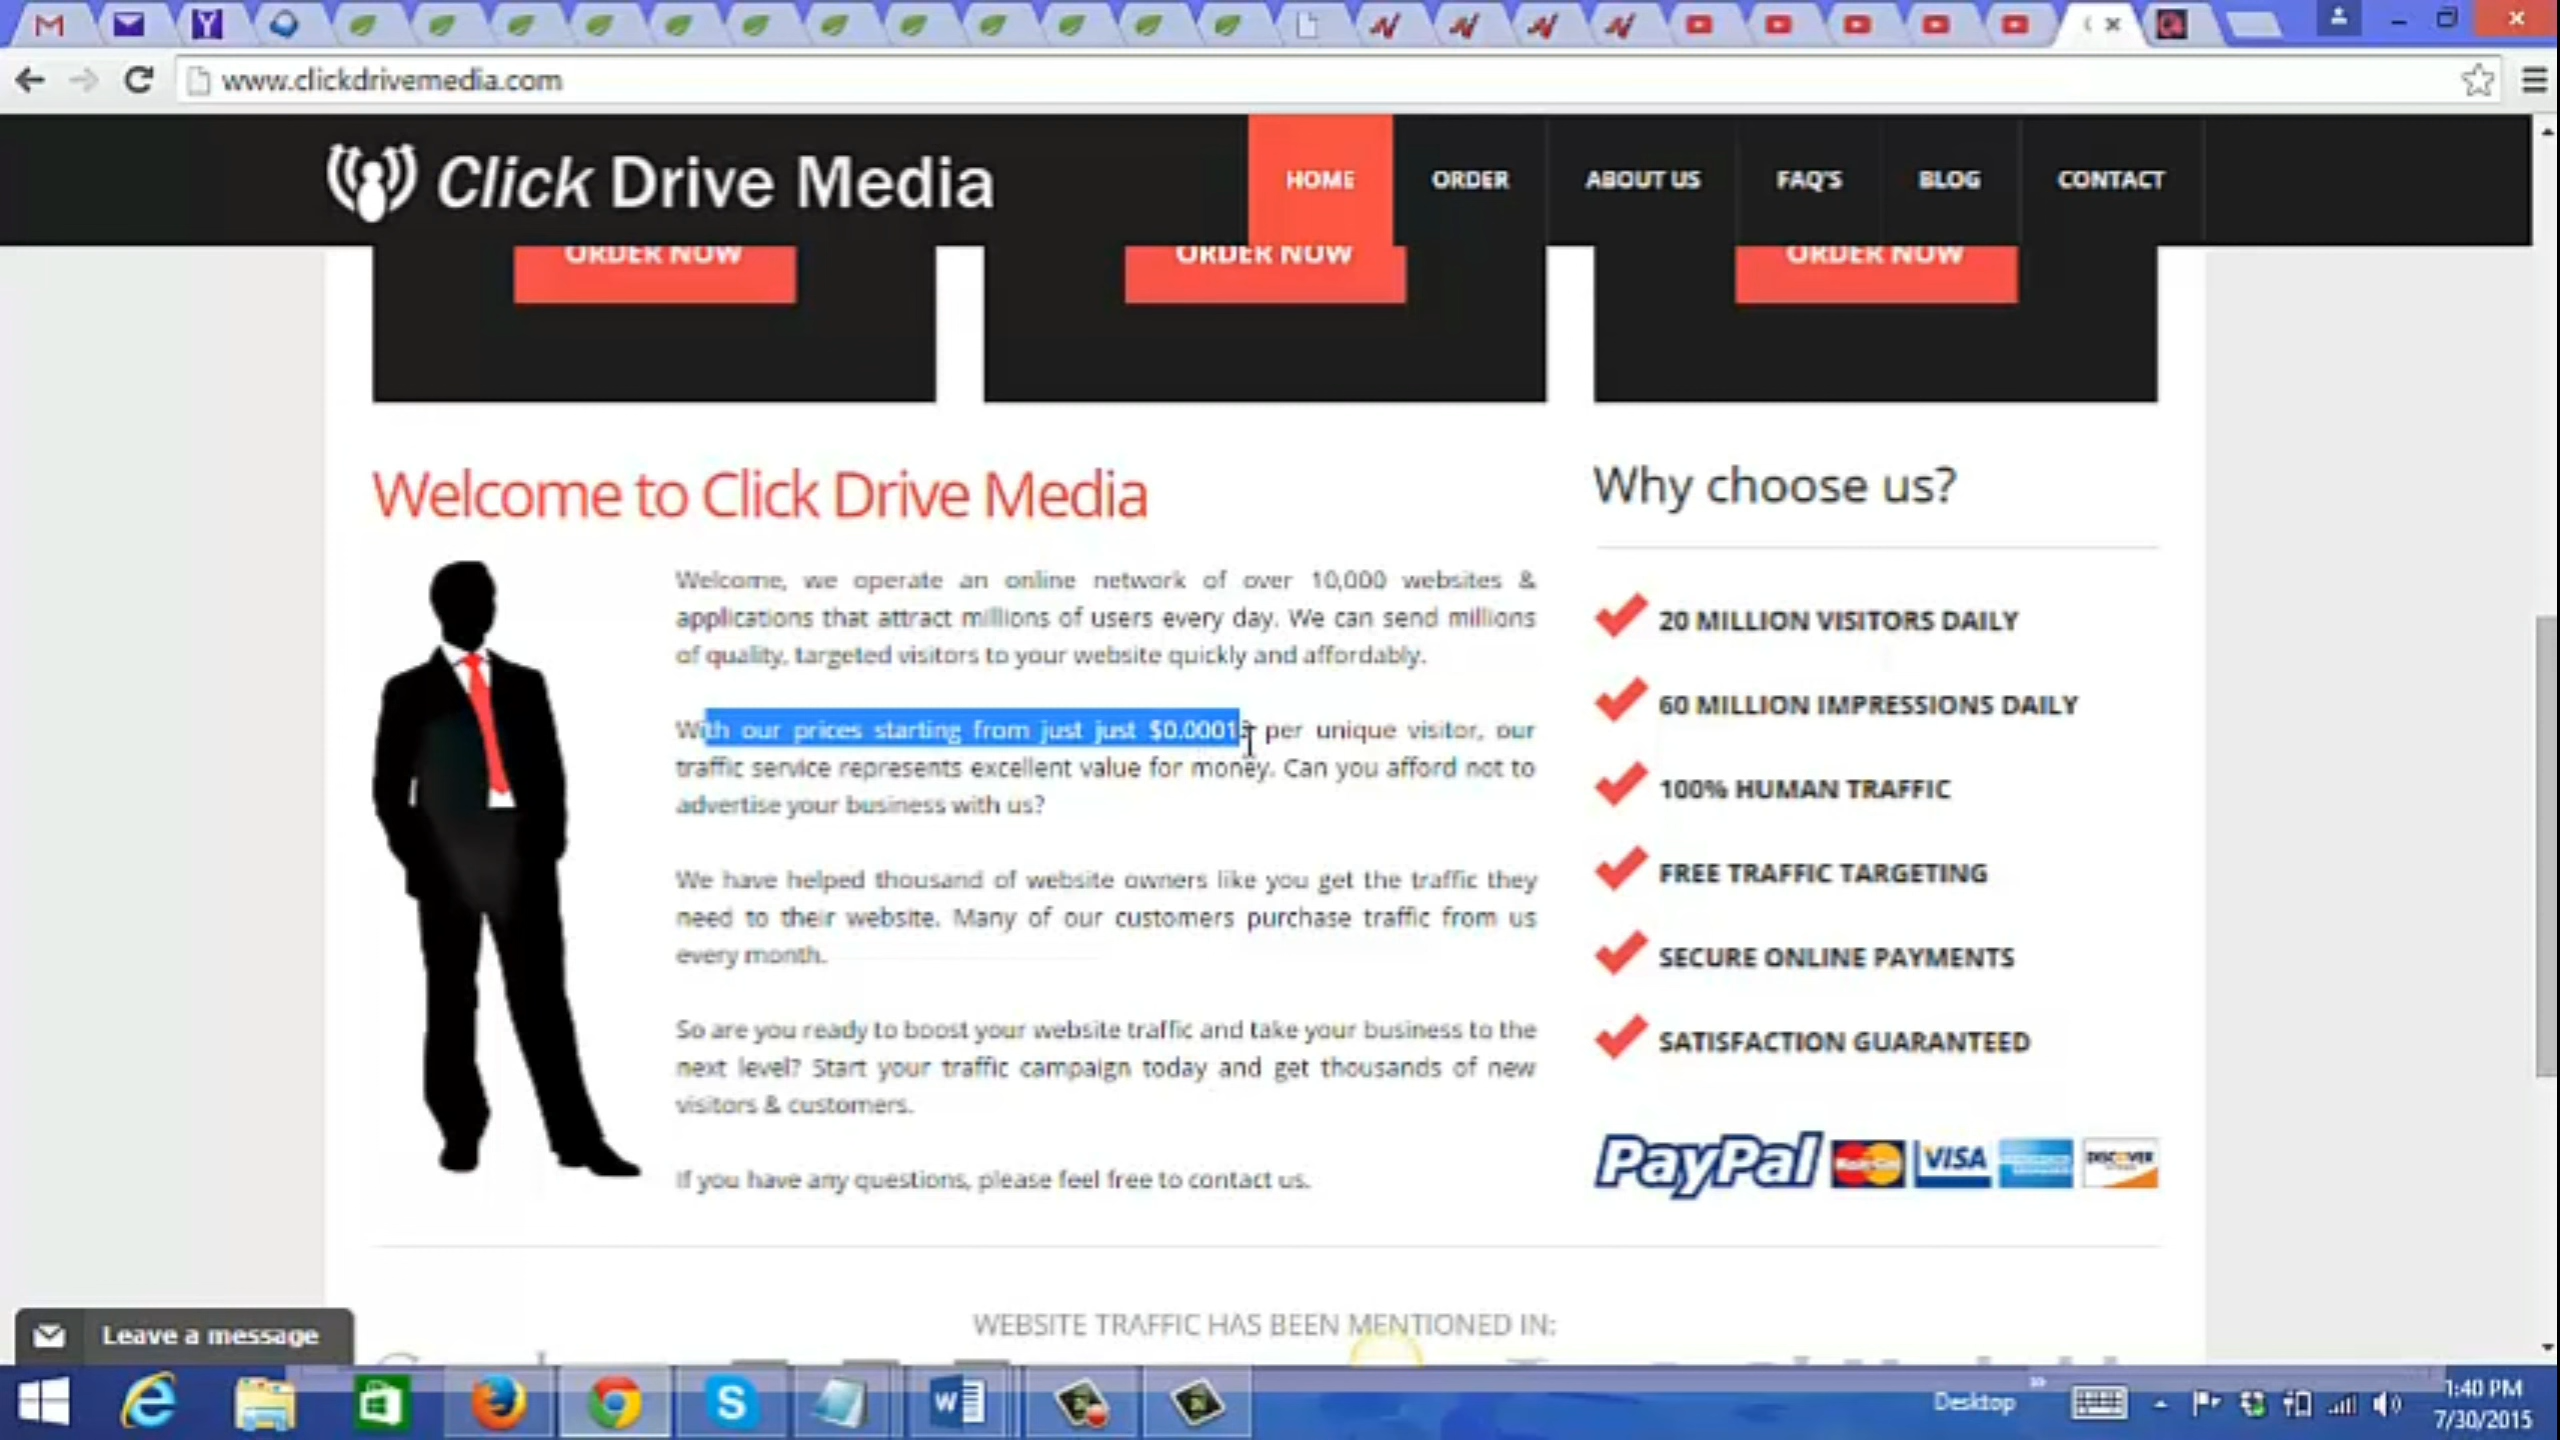 www.clickdrivemedia.com
Click Drive Media
HOME
ORDER
ABOUT US
FAQ'S
BLOG
CONTACT
ORDER NOW
ORDER NOW
ORDER NOW
Welcome to Click Drive Media
Welcome, we operate an online network of over 10,000 websites &
applications that attract millions of users every day. We can send millions
of quality, targeted visitors to your website quickly and affordably.
With our prices starting from just just per unique visitor, our
traffic service represents excellent value for money. Can you afford not to
advertise your business with us?
We have helped thousand of website owners like you get the traffic they
need to their website. Many of our customers purchase traffic from us
every month.
So are you ready to boost your website traffic and take your business to the
next level? Start your traffic campaign today and get thousands of new
visitors & customers.
If you have any questions, please feel free to contact us.
Why choose us?
20 MILLION VISITORS DAILY
60 MILLION IMPRESSIONS DAILY
100% HUMAN TRAFFIC
FREE TRAFFIC TARGETING
SECURE ONLINE PAYMENTS
SATISFACTION GUARANTEED
PayPal
MasterCard
VISA
DISCOVER
WEBSITE TRAFFIC HAS BEEN MENTIONED IN:
Leave a message
Desktop
1:40 PM
7/30/2015